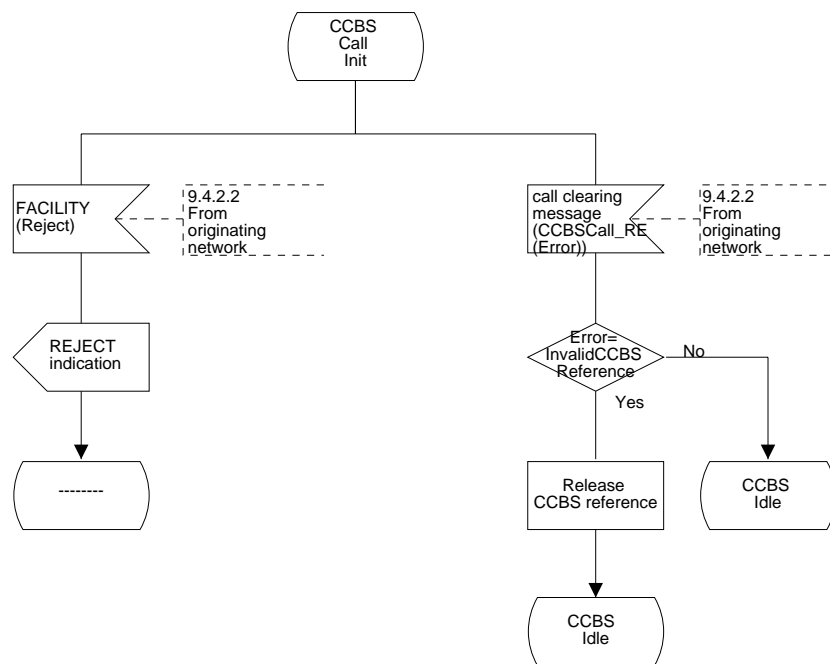 CCBS
Call
Init
FACILITY
(Reject)
9.4.2.2
From
originating
network
call clearing
message
(CCBSCall_RE
(Error))
9.4.2.2
From
originating
network
REJECT
indication
Error=
InvalidCCBS
Reference
No
Yes
--------
Release
CCBS reference
CCBS
Idle
CCBS
Idle